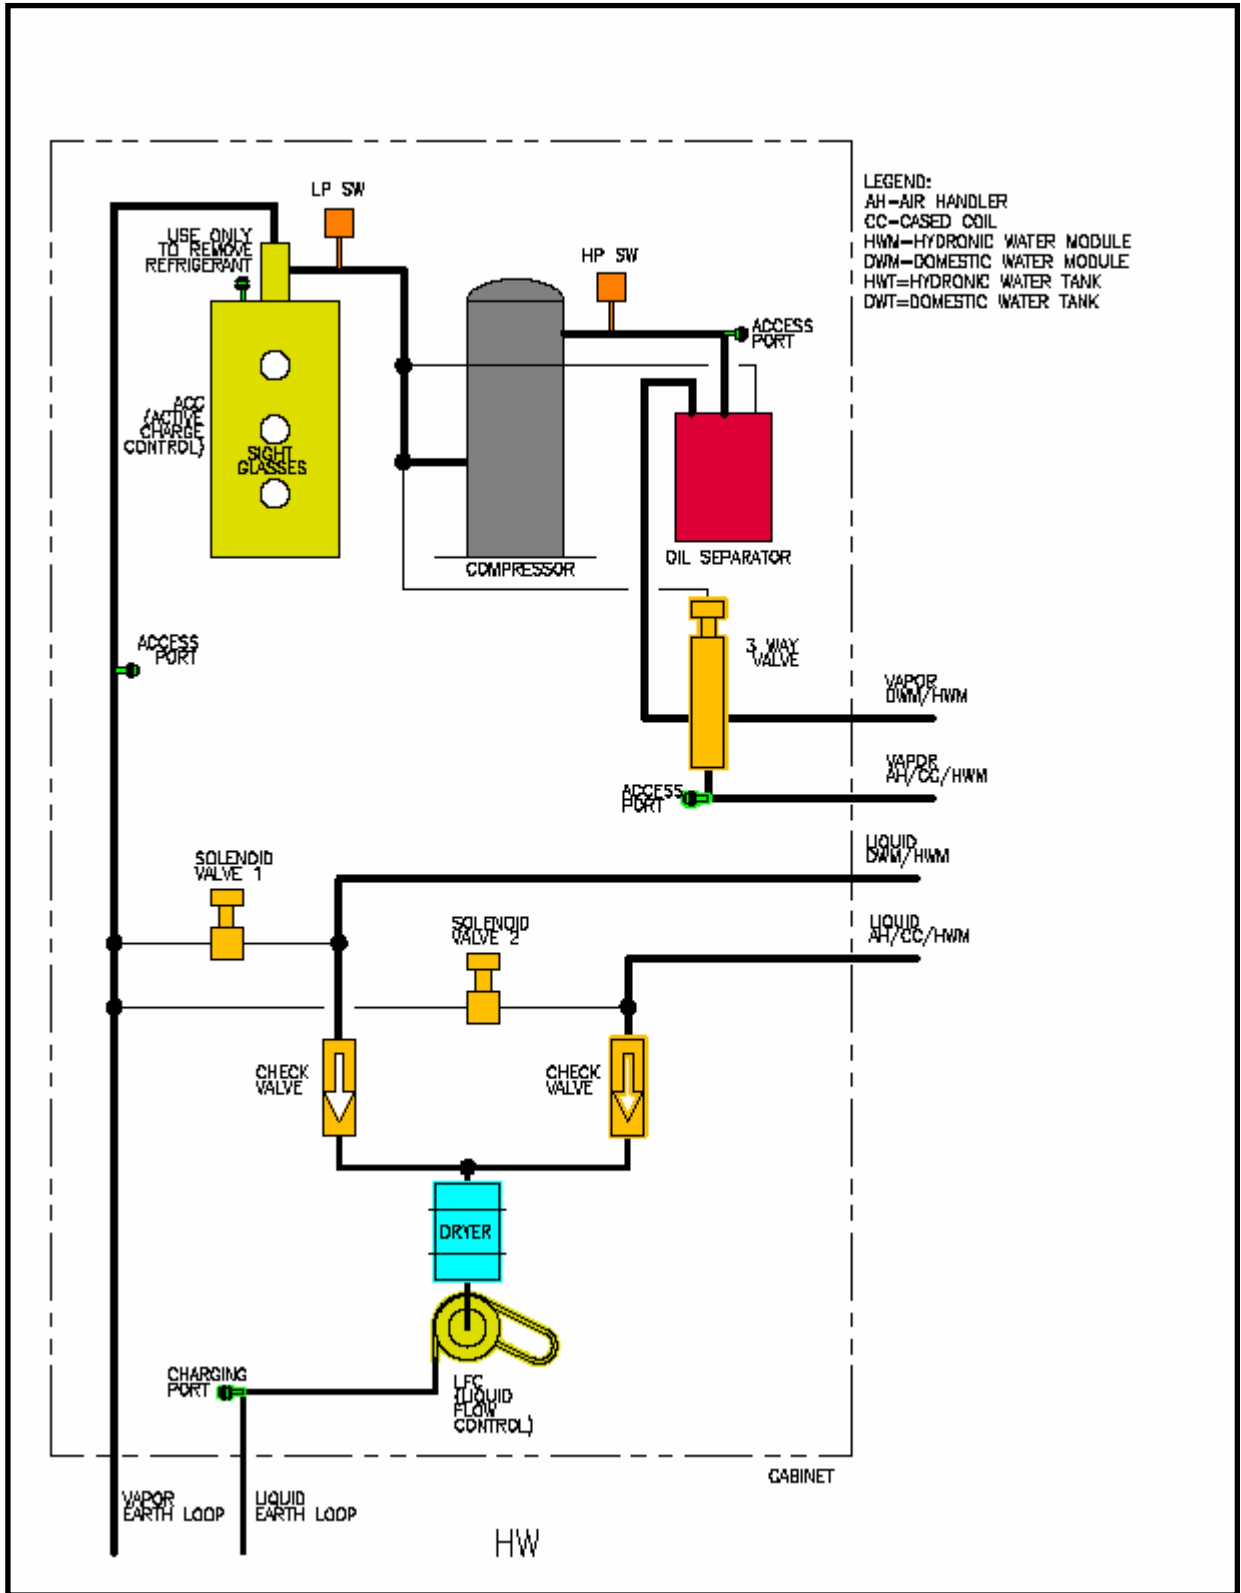 LEGEND:
AH-AIR HANDLER
CC-CASED COIL
HWM-HYDRONIC WATER MODULE
DWM-DOMESTIC WATER MODULE
HWT=HYDRONIC WATER TANK
DWT=DOMESTIC WATER TANK
LP SW
USE ONLY
TO REMOVE
REFRIGERANT
HP SW
ACCESS
PORT
ACC
(ACTIVE
CHARGE
CONTROL)
SIGHT
GLASSES
COMPRESSOR
OIL SEPARATOR
ACCESS
PORT
3 WAY
VALVE
VAPOR
DWM/HWM
VAPOR
AH/CC/HWM
ACCESS
PORT
LIQUID
DWM/HWM
SOLENOID
VALVE 1
SOLENOID
VALVE 2
LIQUID
AH/CC/HWM
CHECK
VALVE
CHECK
VALVE
DRYER
CHARGING
PORT
LFC
(LIQUID
FLOW
CONTROL)
CABINET
VAPOR
EARTH LOOP
LIQUID
EARTH LOOP
HW